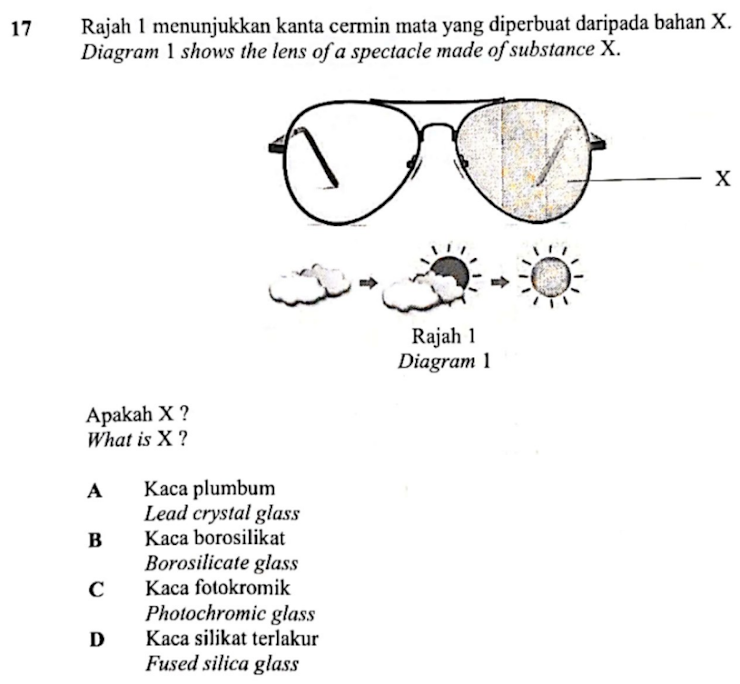 17 Rajah 1 menunjukkan kanta cermin mata yang diperbuat daripada bahan X.
Diagram 1 shows the lens of a spectacle made of substance X.
X
Rajah 1
Diagram 1
Apakah X ?
What is X ?
A Kaca plumbum
Lead crystal glass
B Kaca borosilikat
Borosilicate glass
C Kaca fotokromik
Photochromic glass
D Kaca silikat terlakur
Fused silica glass